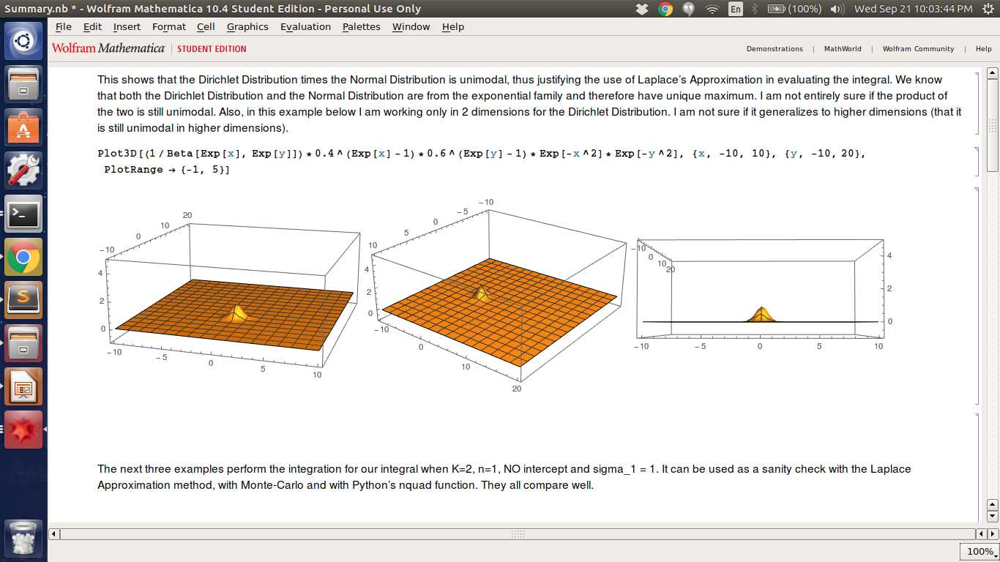 Summary.nb * - Wolfram Mathematica 10.4 Student Edition - Personal Use Only
En (100%) Wed Sep 21 10:03:44 PM
File Edit Insert Format Cell Graphics Evaluation Palettes Window Help
Wolfram Mathematica | STUDENT EDITION
Demonstrations | MathWorld | Wolfram Community | Help
This shows that the Dirichlet Distribution times the Normal Distribution is unimodal, thus justifying the use of Laplace's Approximation in evaluating the integral. We know
that both the Dirichlet Distribution and the Normal Distribution are from the exponential family and therefore have unique maximum. I am not entirely sure if the product of
the two is still unimodal. Also, in this example below I am working only in 2 dimensions for the Dirichlet Distribution. I am not sure if it generalizes to higher dimensions (that it
is still unimodal in higher dimensions).
Plot3D[(1 / Beta[Exp[x], Exp[y]]) * 0.4 ^ (Exp[x] - 1) * 0.6 ^ (Exp[y] - 1) * Exp[-x ^ 2] * Exp[-y ^ 2], {x, -10, 10}, {y, -10, 20},
PlotRange → {-1, 5}]
20
10
0
-10
4
2
0
-10
-5
0
5
10
-10
-5
0
5
10
4
2
0
-10
0
10
20
-10
0
10
20
4
2
0
-10
-5
0
5
10
The next three examples perform the integration for our integral when K=2, n=1, NO intercept and sigma_1 = 1. It can be used as a sanity check with the Laplace
Approximation method, with Monte-Carlo and with Python's nquad function. They all compare well.
100%